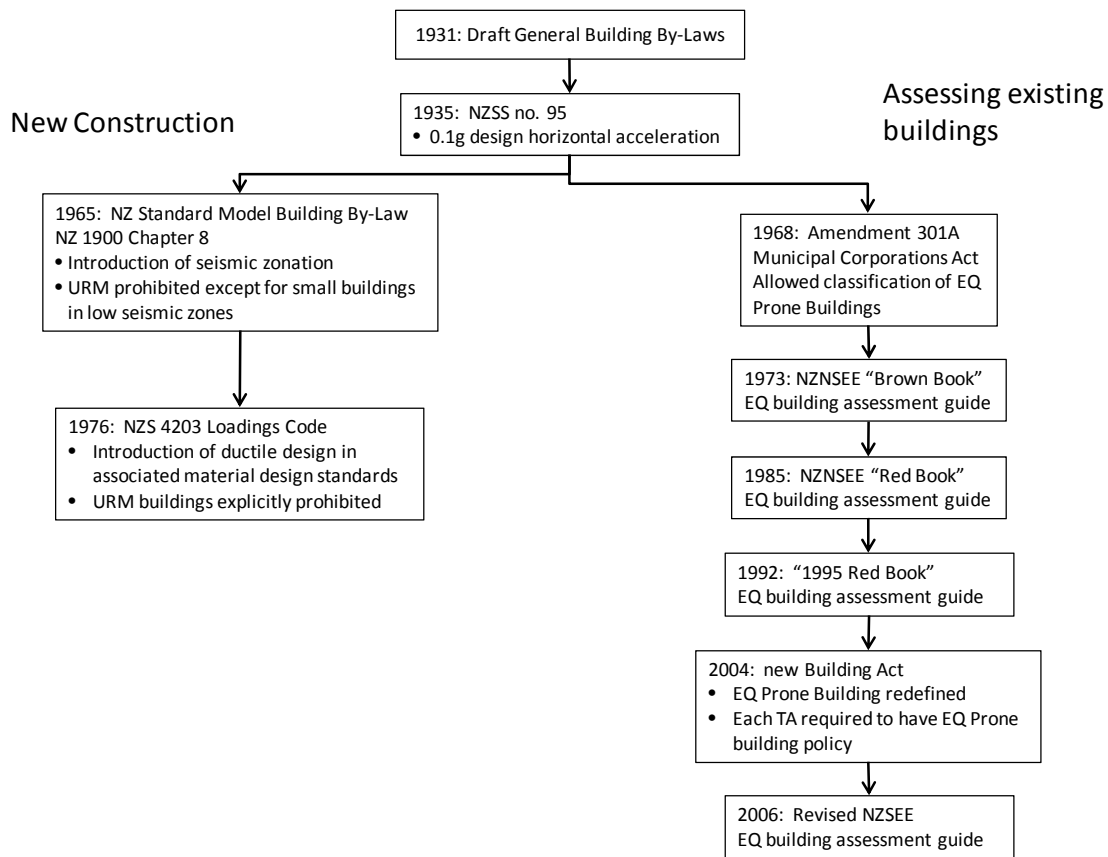 1931: Draft General Building By-Laws
New Construction
1935: NZSS no. 95
• 0.1g design horizontal acceleration
Assessing existing
buildings
1965: NZ Standard Model Building By-Law
NZ 1900 Chapter 8
• Introduction of seismic zonation
• URM prohibited except for small buildings
in low seismic zones
1976: NZS 4203 Loadings Code
• Introduction of ductile design in
associated material design standards
• URM buildings explicitly prohibited
1968: Amendment 301A
Municipal Corporations Act
Allowed classification of EQ
Prone Buildings
1973: NZNSEE “Brown Book”
EQ building assessment guide
1985: NZNSEE “Red Book”
EQ building assessment guide
1992: “1995 Red Book”
EQ building assessment guide
2004: new Building Act
• EQ Prone Building redefined
• Each TA required to have EQ Prone
building policy
2006: Revised NZSEE
EQ building assessment guide